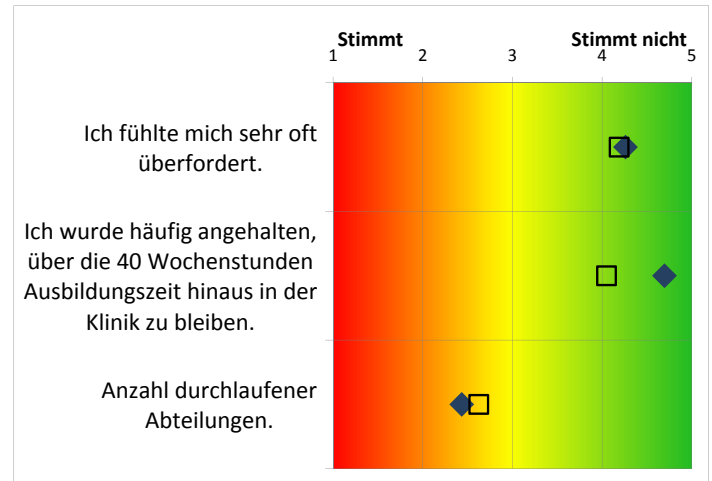 Stimmt Stimmt nicht
1 2 3 4 5
Ich fühlte mich sehr oft
überfordert.
Ich wurde häufig angehalten,
über die 40 Wochenstunden
Ausbildungszeit hinaus in der
Klinik zu bleiben.
Anzahl durchlaufener
Abteilungen.